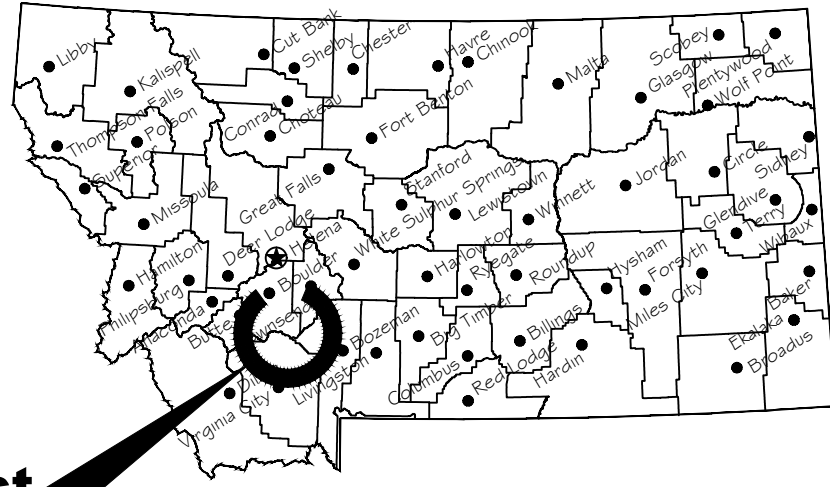 Libby
Kalispell
Cut Bank
Shelby
Chester
Havre
Chinook
Malta
Scobey
Glasgow
Plentywood
Wolf Point
Thompson Falls
Polson
Superior
Conrad
Choteau
Fort Benton
Missoula
Great Falls
Stanford
Lewistown
Winnett
Jordan
Circle
Sidney
Glendive
Terry
Wibaux
Hamilton
Philipsburg
Anaconda
Deer Lodge
Helena
Boulder
White Sulphur Springs
Harlowton
Ryegate
Roundup
Hysham
Forsyth
Miles City
Baker
Ekalaka
Broadus
Butte
Bozeman
Livingston
Big Timber
Columbus
Red Lodge
Billings
Hardin
Virginia City